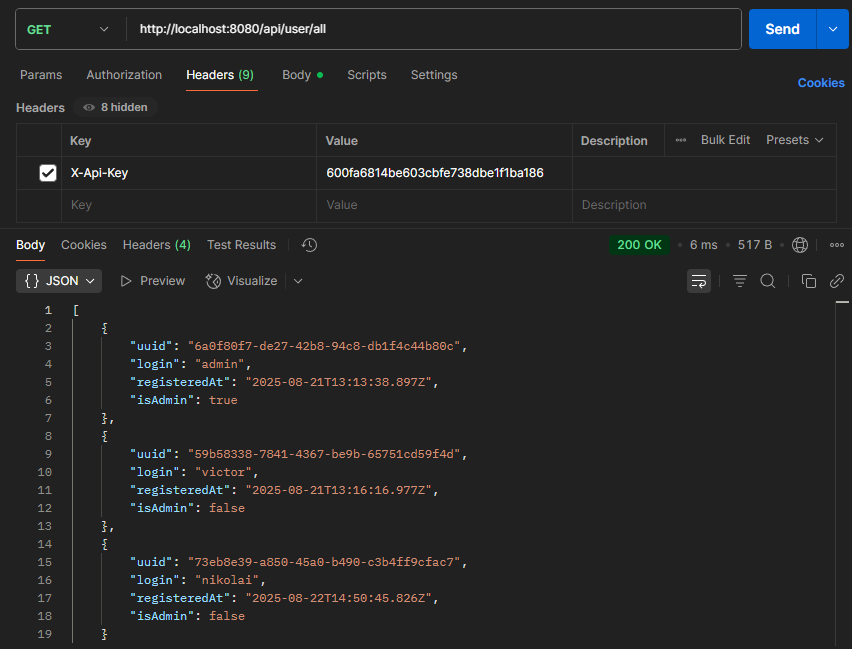 GET http://localhost:8080/api/user/all Send
Params Authorization Headers (9) Body Scripts Settings Cookies
Headers 8 hidden
Key Value Description Bulk Edit Presets
X-Api-Key 600fa6814be603cbfe738dbe1f1ba186
Key Value Description
Body Cookies Headers (4) Test Results 200 OK 6 ms 517 B
{} JSON Preview Visualize
1 [
2 {
3 "uuid": "6a0f80f7-de27-42b8-94c8-db1f4c44b80c",
4 "login": "admin",
5 "registeredAt": "2025-08-21T13:13:38.897Z",
6 "isAdmin": true
7 },
8 {
9 "uuid": "59b58338-7841-4367-be9b-65751cd59f4d",
10 "login": "victor",
11 "registeredAt": "2025-08-21T13:16:16.977Z",
12 "isAdmin": false
13 },
14 {
15 "uuid": "73eb8e39-a850-45a0-b490-c3b4ff9cfac7",
16 "login": "nikolai",
17 "registeredAt": "2025-08-22T14:50:45.826Z",
18 "isAdmin": false
19 }